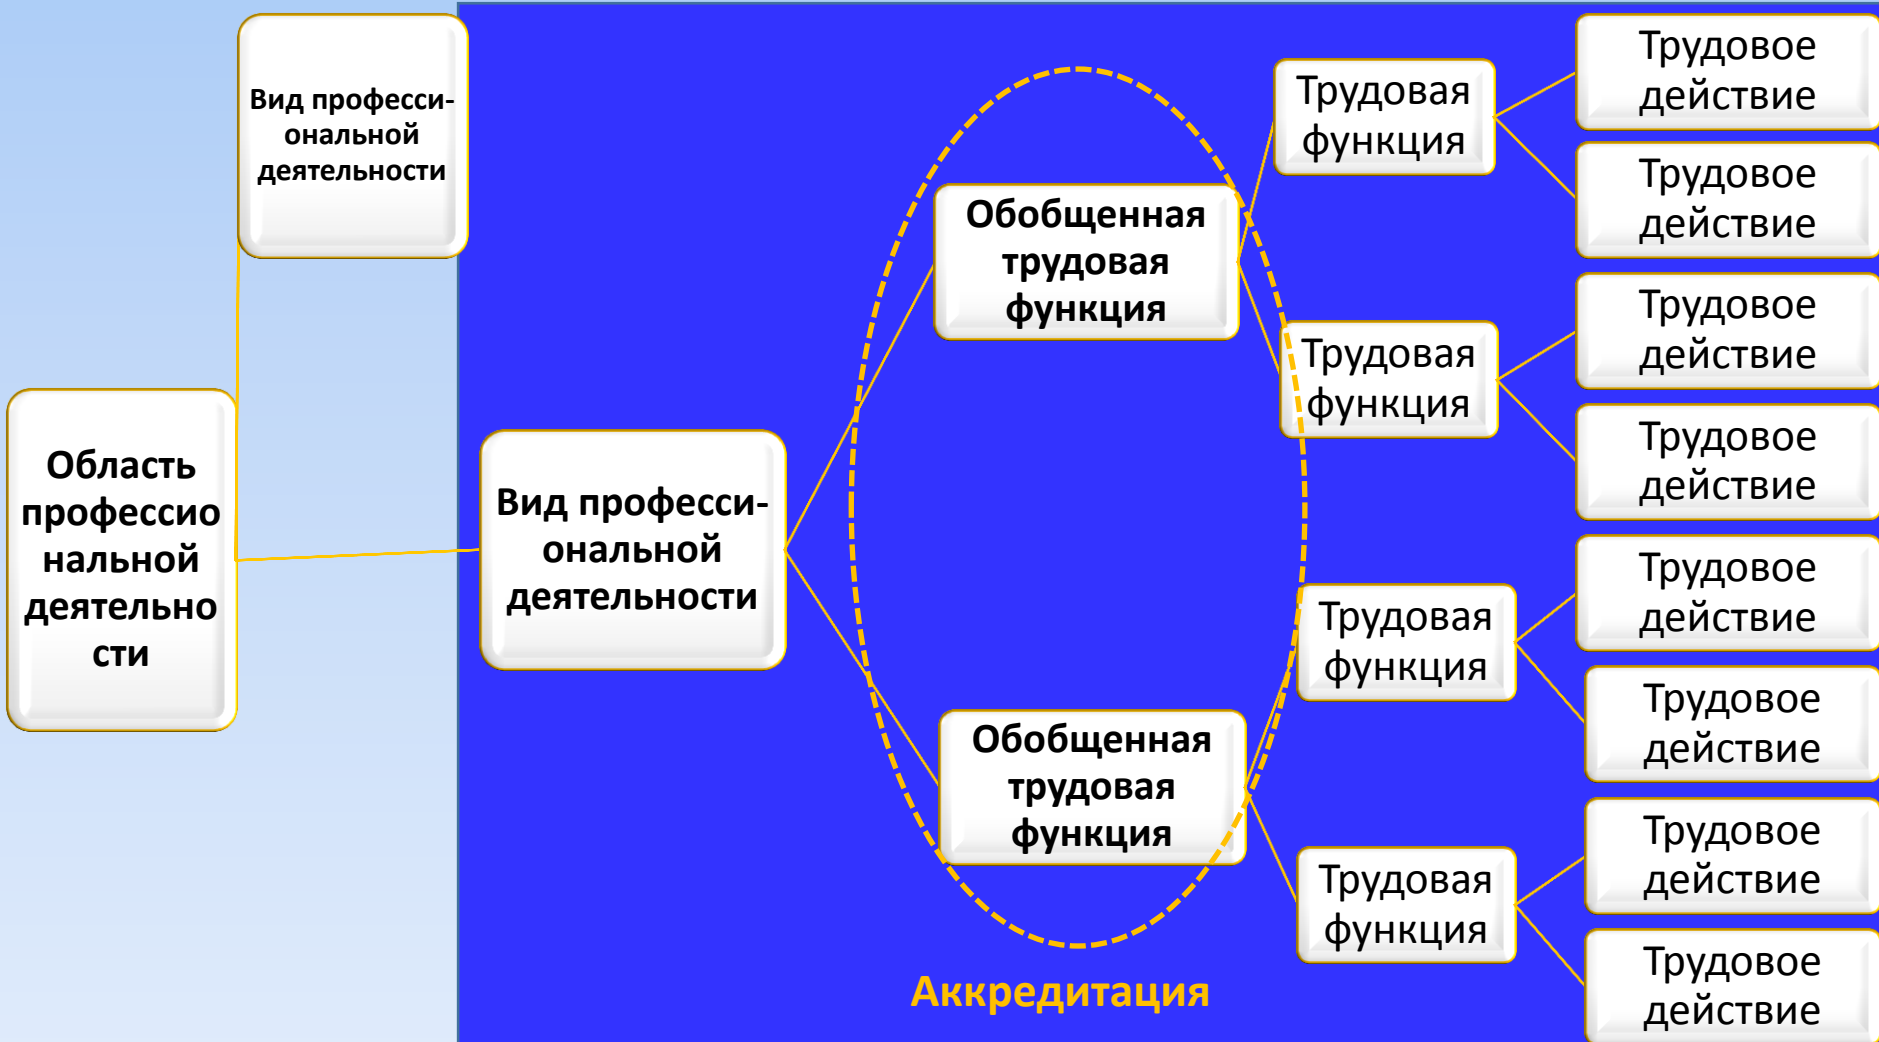 Вид професси-
ональной
деятельности
Область
профессио
нальной
деятельно
сти
Вид професси-
ональной
деятельности
Обобщенная
трудовая
функция
Обобщенная
трудовая
функция
Аккредитация
Трудовая
функция
Трудовая
функция
Трудовая
функция
Трудовая
функция
Трудовое
действие
Трудовое
действие
Трудовое
действие
Трудовое
действие
Трудовое
действие
Трудовое
действие
Трудовое
действие
Трудовое
действие